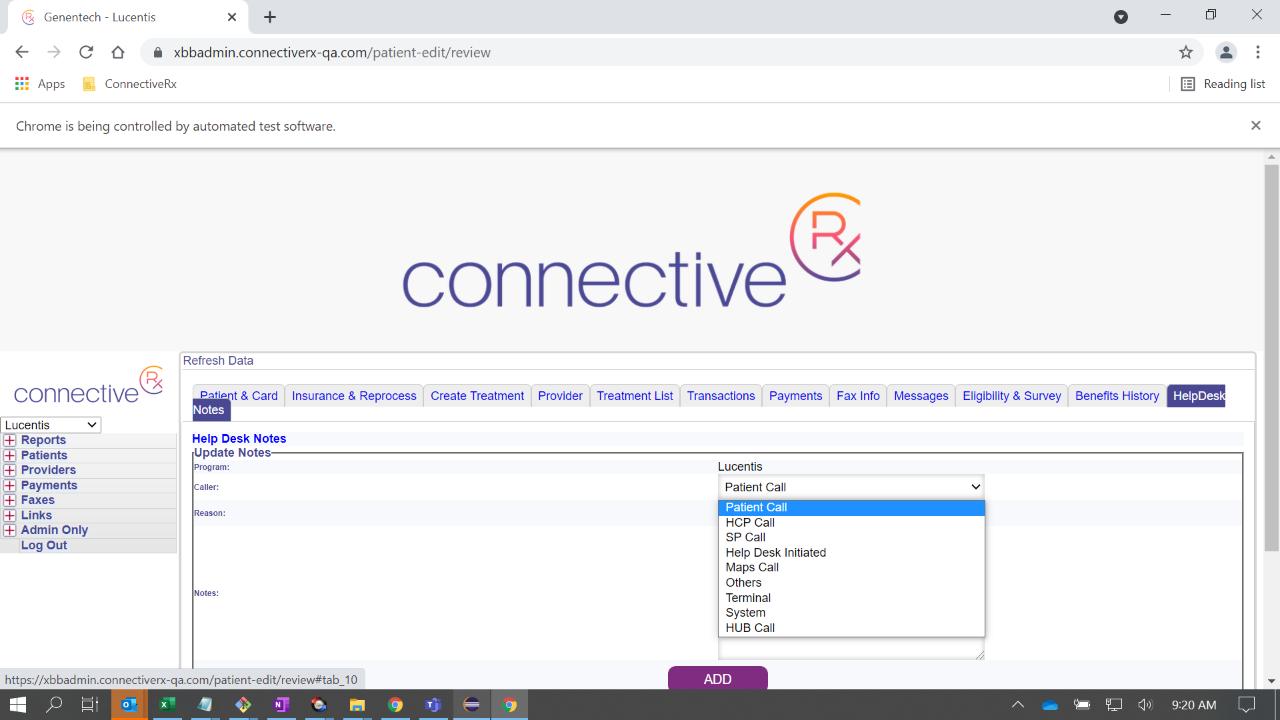 Genentech - Lucentis
xbbadmin.connectiverx-qa.com/patient-edit/review
Apps ConnectiveRx Reading list
Chrome is being controlled by automated test software.
connective Rx
connective Rx
Refresh Data
Patient & Card Insurance & Reprocess Create Treatment Provider Treatment List Transactions Payments Fax Info Messages Eligibility & Survey Benefits History HelpDesk
Notes
Lucentis
Reports
Patients
Providers
Payments
Faxes
Links
Admin Only
Log Out
Help Desk Notes
Update Notes
Program: Lucentis
Caller: Patient Call
Reason:
Patient Call
HCP Call
SP Call
Help Desk Initiated
Maps Call
Others
Terminal
System
HUB Call
Notes:
ADD
https://xbbadmin.connectiverx-qa.com/patient-edit/review#tab_10
9:20 AM